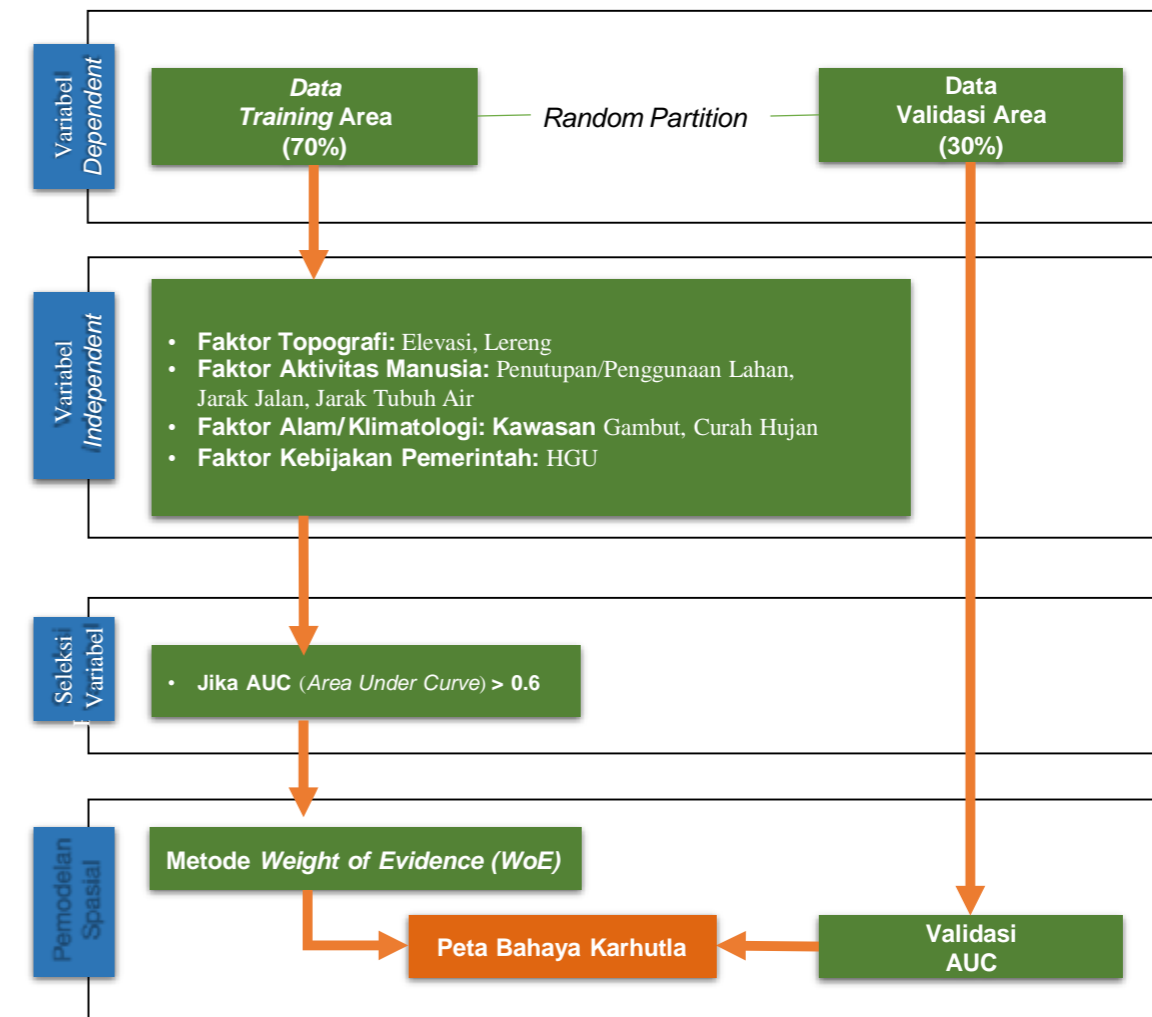 Variabel
Dependent
Data
Training Area
(70%)
Random Partition
Data
Validasi Area
(30%)
Variabel
Independent
• Faktor Topografi: Elevasi, Lereng
• Faktor Aktivitas Manusia: Penutupan/Penggunaan Lahan,
Jarak Jalan, Jarak Tubuh Air
• Faktor Alam/Klimatologi: Kawasan Gambut, Curah Hujan
• Faktor Kebijakan Pemerintah: HGU
Seleksi
Variabel
• Jika AUC (Area Under Curve) > 0.6
Pemodelan
Spasial
Metode Weight of Evidence (WoE)
Peta Bahaya Karhutla
Validasi
AUC